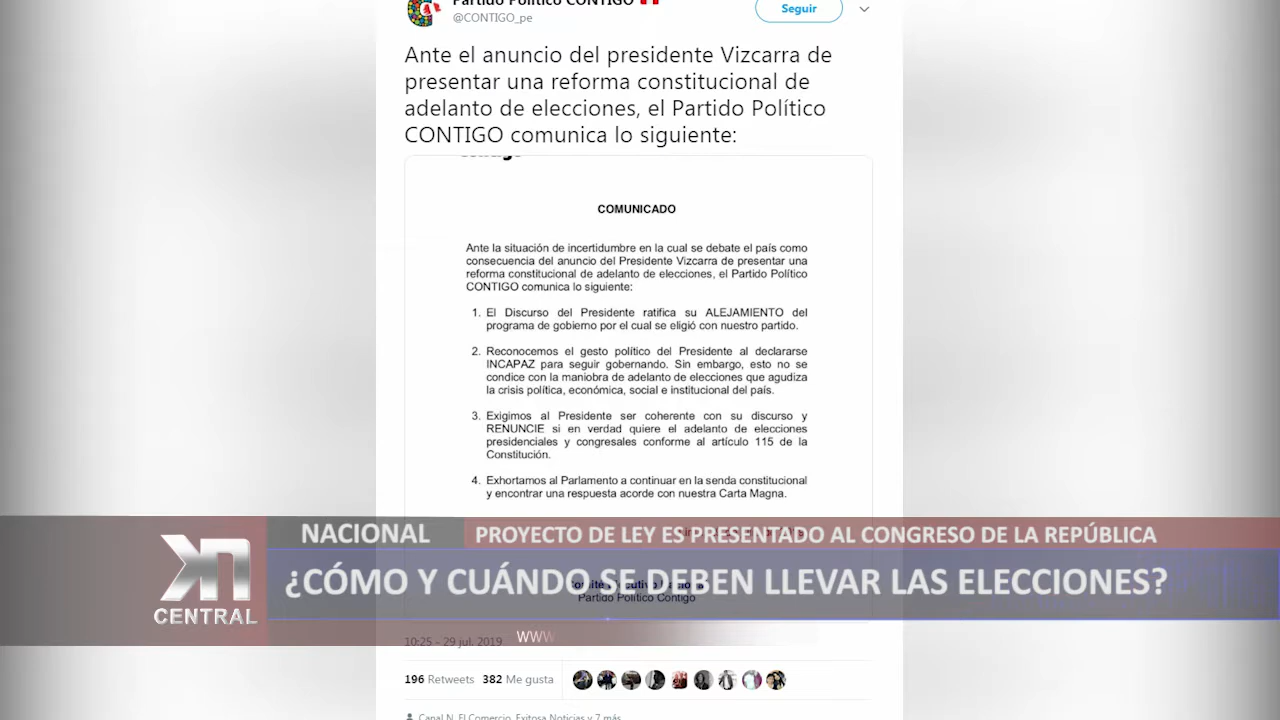 Partido Político CONTIGO
@CONTIGO_pe
Seguir
Ante el anuncio del presidente Vizcarra de
presentar una reforma constitucional de
adelanto de elecciones, el Partido Político
CONTIGO comunica lo siguiente:
COMUNICADO
Ante la situación de incertidumbre en la cual se debate el país como
consecuencia del anuncio del Presidente Vizcarra de presentar una
reforma constitucional de adelanto de elecciones, el Partido Político
CONTIGO comunica lo siguiente:
1. El Discurso del Presidente ratifica su ALEJAMIENTO del
programa de gobierno por el cual se eligió con nuestro partido.
2. Reconocemos el gesto político del Presidente al declararse
INCAPAZ para seguir gobernando. Sin embargo, esto no se
condice con la maniobra de adelanto de elecciones que agudiza
la crisis política, económica, social e institucional del país.
3. Exigimos al Presidente ser coherente con su discurso y
RENUNCIE si en verdad quiere el adelanto de elecciones
presidenciales y congresales conforme al artículo 115 de la
Constitución.
4. Exhortamos al Parlamento a continuar en la senda constitucional
y encontrar una respuesta acorde con nuestra Carta Magna.
NACIONAL
PROYECTO DE LEY ES PRESENTADO AL CONGRESO DE LA REPÚBLICA
KN
CENTRAL
¿CÓMO Y CUÁNDO SE DEBEN LLEVAR LAS ELECCIONES?
Partido Político Contigo
10:25 - 29 jul. 2019
WWW
196 Retweets 382 Me gusta
Canal N, El Comercio, Exitosa Noticias y 7 más